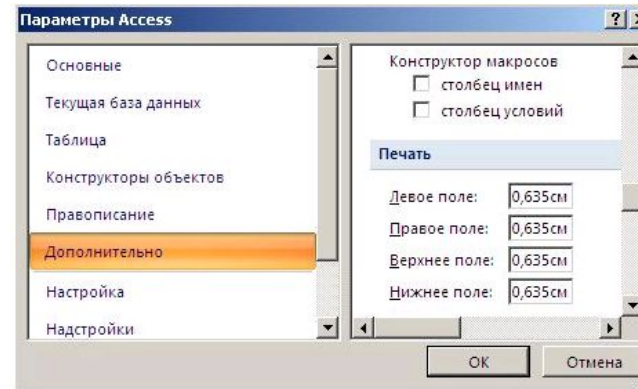 Параметры Access
Основные
Текущая база данных
Таблица
Конструкторы объектов
Правописание
Дополнительно
Настройка
Надстройки
Конструктор макросов
столбец имен
столбец условий
Печать
Левое поле: 0,635см
Правое поле: 0,635см
Верхнее поле: 0,635см
Нижнее поле: 0,635см
ОК
Отмена